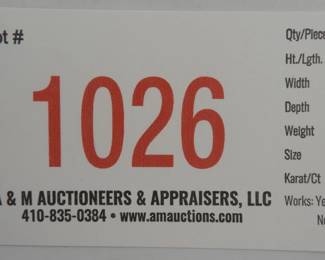 ot #
1026
& M AUCTIONEERS & APPRAISERS, LLC
410-835-0384 • www.amauctions.com
Qty/Piece
Ht./Lgth.
Width
Depth
Weight
Size
Karat/Ct
Works: Ye
No